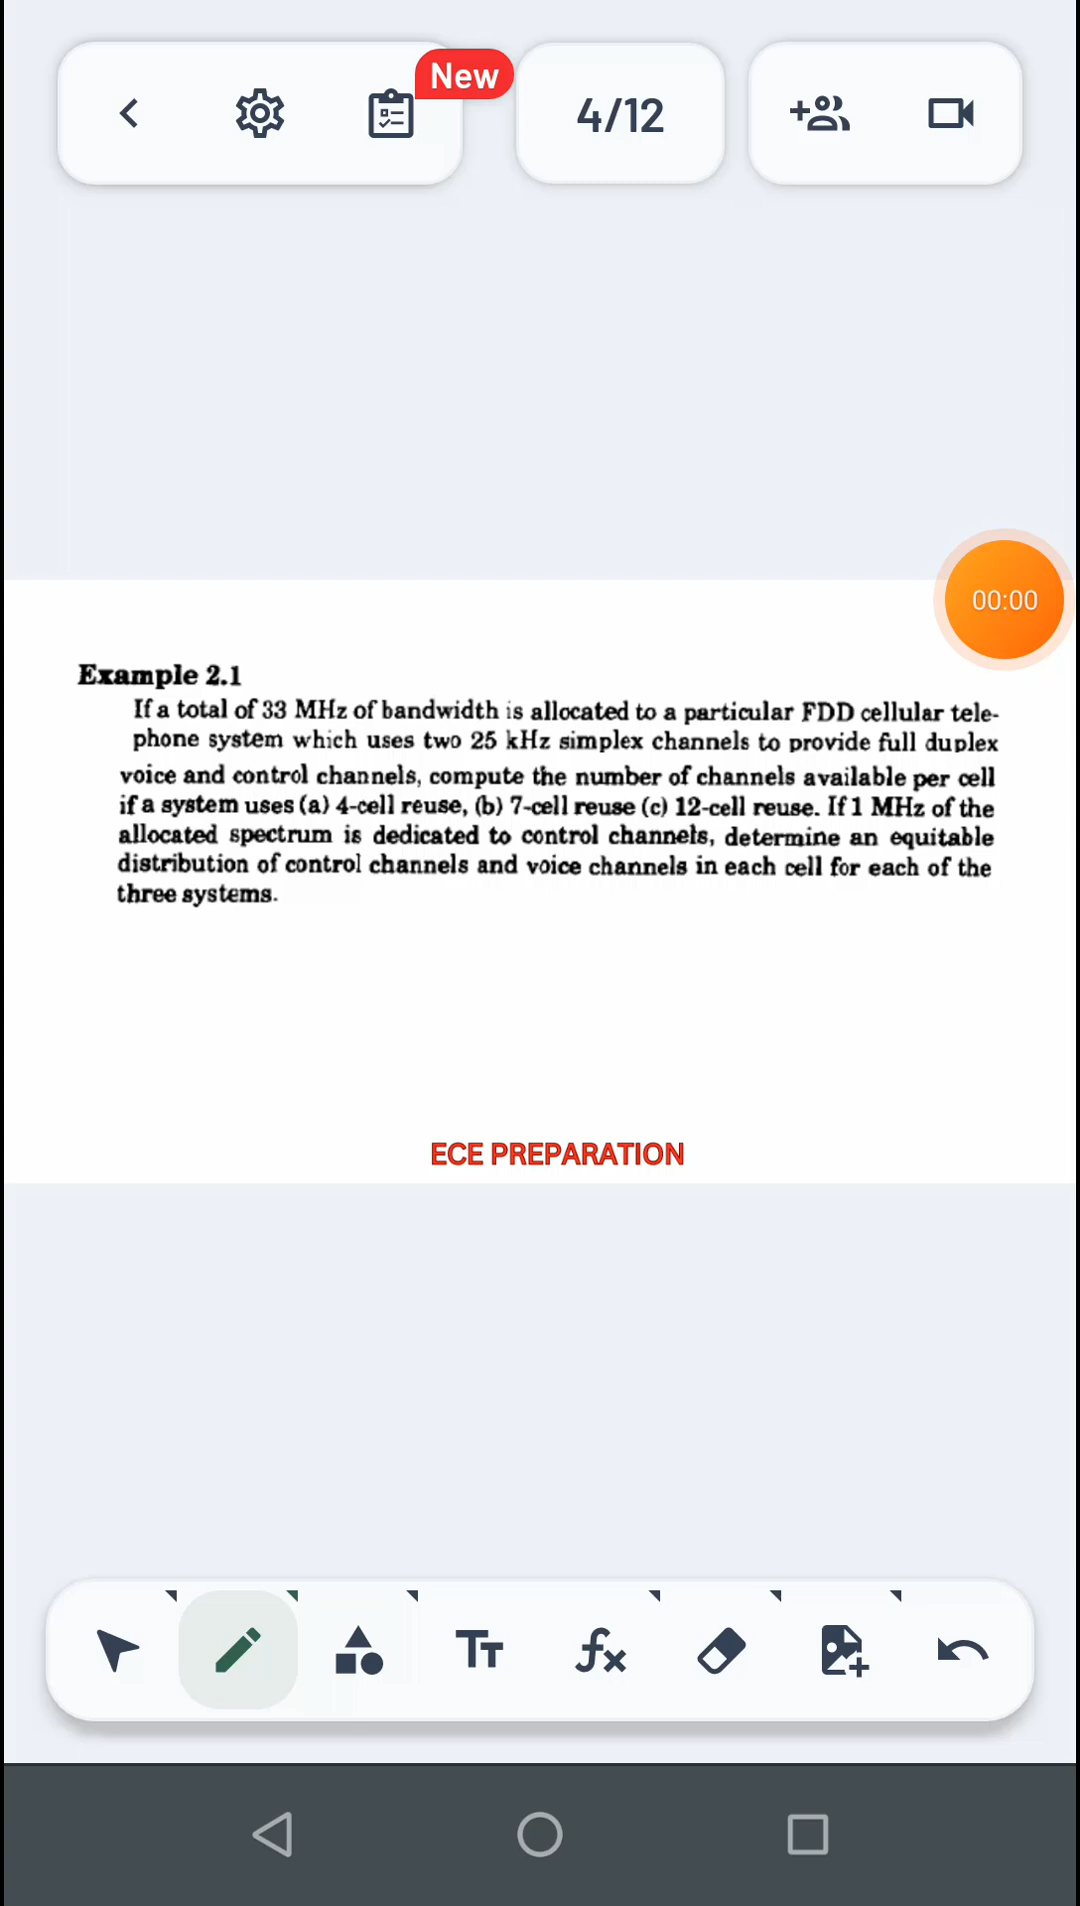 New
4/12
00:00
Example 2.1
If a total of 33 MHz of bandwidth is allocated to a particular FDD cellular tele-
phone system which uses two 25 kHz simplex channels to provide full duplex
voice and control channels, compute the number of channels available per cell
if a system uses (a) 4-cell reuse, (b) 7-cell reuse (c) 12-cell reuse. If 1 MHz of the
allocated spectrum is dedicated to control channels, determine an equitable
distribution of control channels and voice channels in each cell for each of the
three systems.
ECE PREPARATION
TT
fx